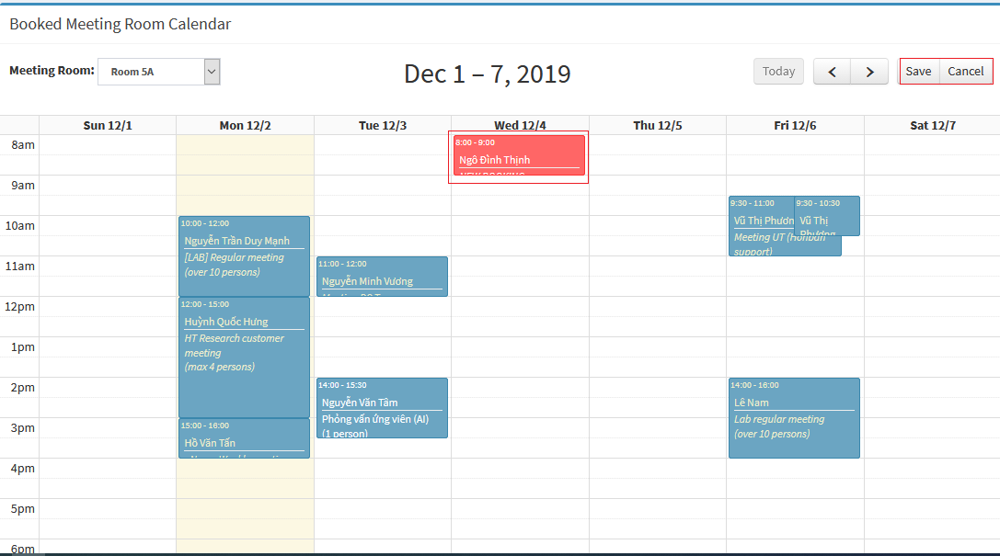 Booked Meeting Room Calendar
Meeting Room: Room 5A
Dec 1 – 7, 2019
Today Save Cancel
Sun 12/1 Mon 12/2 Tue 12/3 Wed 12/4 Thu 12/5 Fri 12/6 Sat 12/7
8am
9am
10am
11am
12pm
1pm
2pm
3pm
4pm
5pm
6pm
10:00 - 12:00
Nguyễn Trần Duy Mạnh
[LAB] Regular meeting
(over 10 persons)
12:00 - 15:00
Huỳnh Quốc Hưng
HT Research customer
meeting
(max 4 persons)
15:00 - 16:00
Hồ Văn Tấn
11:00 - 12:00
Nguyễn Minh Vương
14:00 - 15:30
Nguyễn Văn Tâm
Phỏng vấn ứng viên (AI)
(1 person)
8:00 - 9:00
Ngô Đình Thịnh
NEW BOOKING
9:30 - 11:00
Vũ Thị Phươn
Meeting UT (Honban
support)
9:30 - 10:30
Vũ Thị
Phương
14:00 - 16:00
Lê Nam
Lab regular meeting
(over 10 persons)